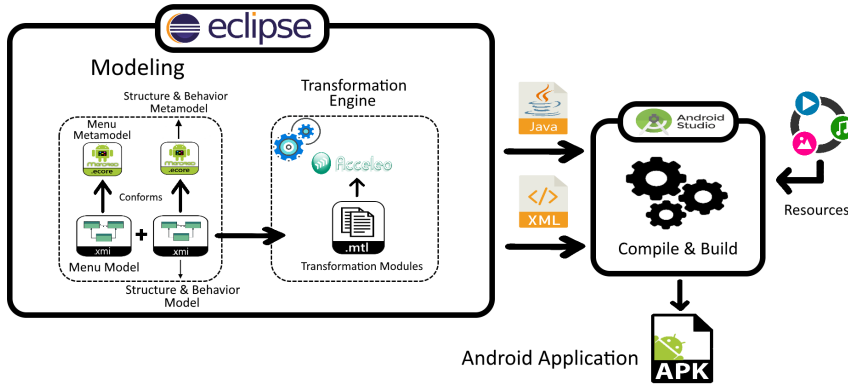 eclipse
Modeling
Structure & Behavior
Metamodel
Menu
Metamodel
.ecore
.ecore
Conforms
+
.xmi
.xmi
Menu Model
Structure & Behavior
Model
Transformation
Engine
Acceleo
.mtl
Transformation Modules
Java
</>
XML
Android
Studio
Compile & Build
Resources
Android Application
APK